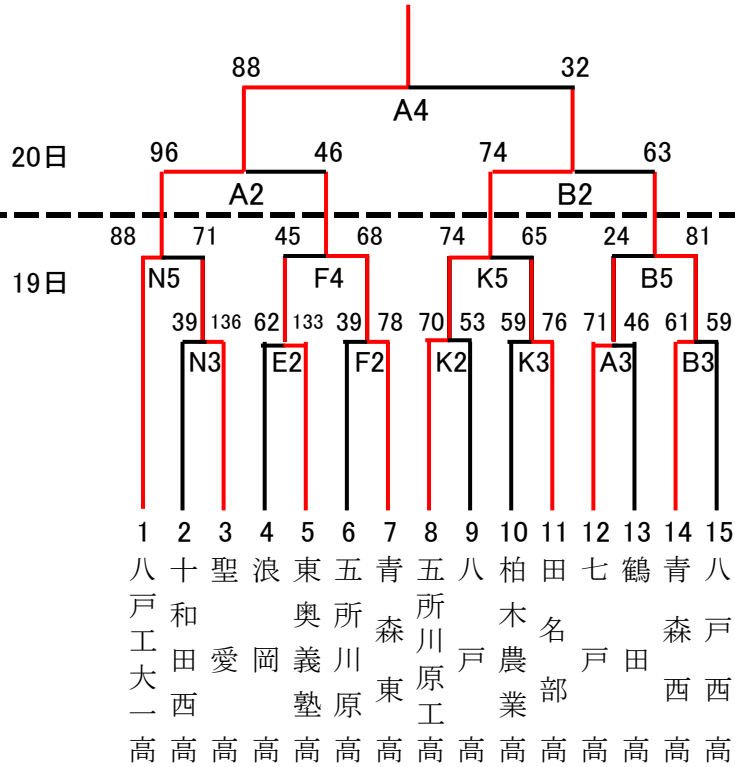 88 32
A4
20日 96 46 74 63
A2 B2
88 71 45 68 74 65 24 81
19日 N5 F4 K5 B5
39 136 62 133 39 78 70 53 59 76 71 46 61 59
N3 E2 F2 K2 K3 A3 B3
1 2 3 4 5 6 7 8 9 10 11 12 13 14 15
八戸工大一高
十和田西高
聖愛高
浪岡高
東奥義塾高
五所川原高
青森東高
五所川原工高
八戸高
柏木農業高
田名部高
七戸高
鶴田高
青森西高
八戸西高